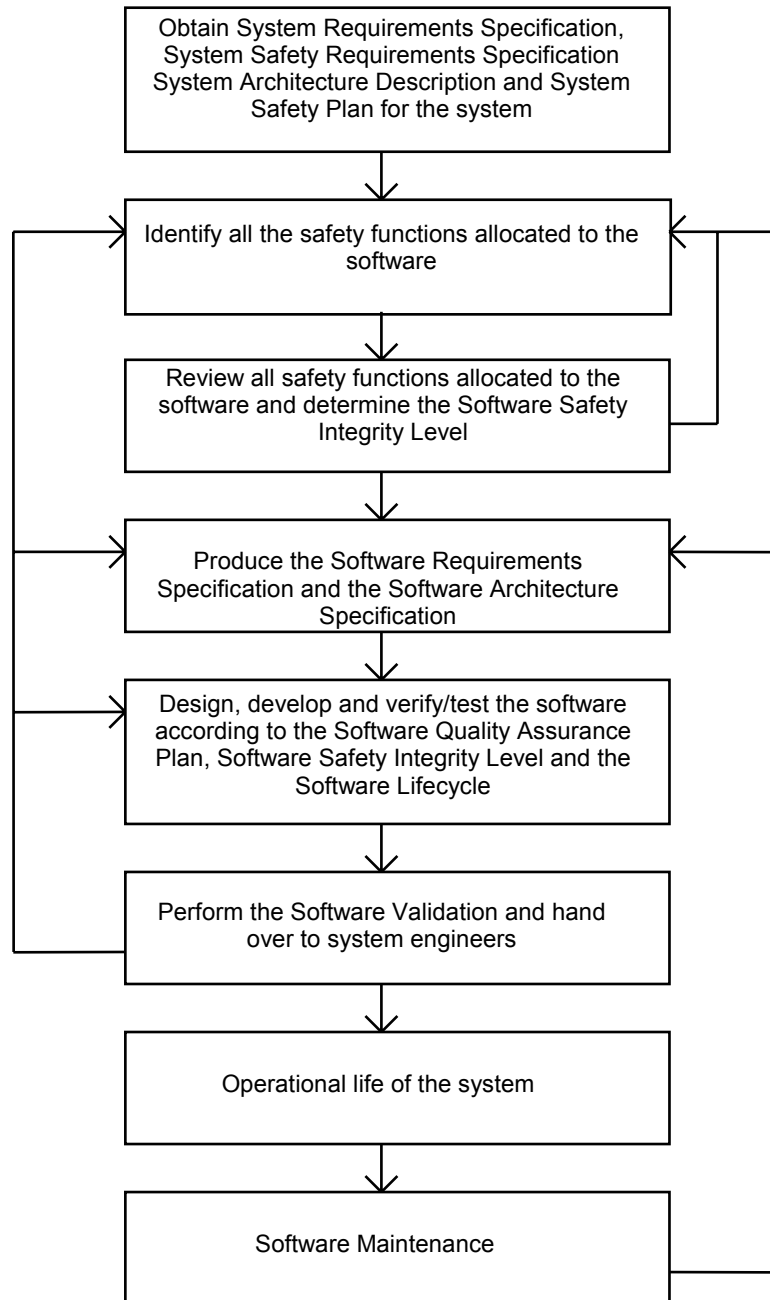 Obtain System Requirements Specification,
System Safety Requirements Specification
System Architecture Description and System
Safety Plan for the system
Identify all the safety functions allocated to the
software
Review all safety functions allocated to the
software and determine the Software Safety
Integrity Level
Produce the Software Requirements
Specification and the Software Architecture
Specification
Design, develop and verify/test the software
according to the Software Quality Assurance
Plan, Software Safety Integrity Level and the
Software Lifecycle
Perform the Software Validation and hand
over to system engineers
Operational life of the system
Software Maintenance